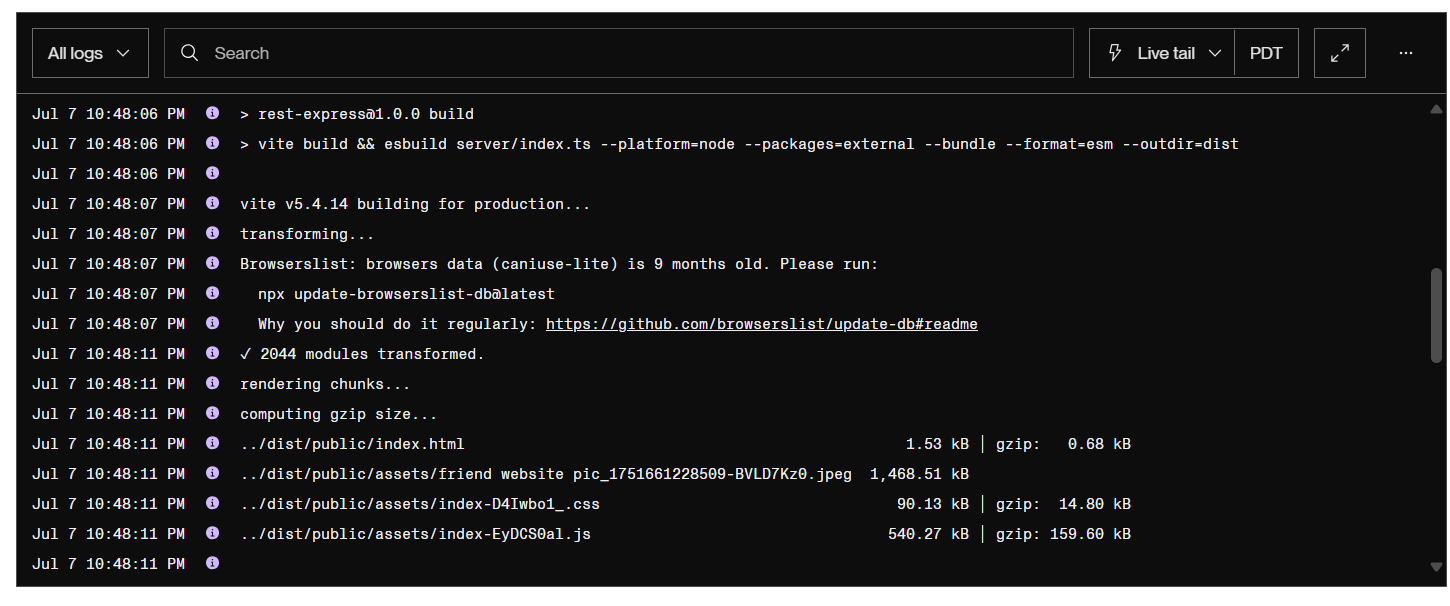 All logs
Search
Live tail
PDT
Jul 7 10:48:06 PM > rest-express@1.0.0 build
Jul 7 10:48:06 PM > vite build && esbuild server/index.ts --platform=node --packages=external --bundle --format=esm --outdir=dist
Jul 7 10:48:06 PM
Jul 7 10:48:07 PM vite v5.4.14 building for production...
Jul 7 10:48:07 PM transforming...
Jul 7 10:48:07 PM Browserslist: browsers data (caniuse-lite) is 9 months old. Please run:
Jul 7 10:48:07 PM npx update-browserslist-db@latest
Jul 7 10:48:07 PM Why you should do it regularly: https://github.com/browserslist/update-db#readme
Jul 7 10:48:11 PM ✓ 2044 modules transformed.
Jul 7 10:48:11 PM rendering chunks...
Jul 7 10:48:11 PM computing gzip size...
Jul 7 10:48:11 PM ../dist/public/index.html 1.53 kB │ gzip: 0.68 kB
Jul 7 10:48:11 PM ../dist/public/assets/friend website pic_1751661228509-BVLD7Kz0.jpeg 1,468.51 kB
Jul 7 10:48:11 PM ../dist/public/assets/index-D4Iwbo1_.css 90.13 kB │ gzip: 14.80 kB
Jul 7 10:48:11 PM ../dist/public/assets/index-EyDCS0al.js 540.27 kB │ gzip: 159.60 kB
Jul 7 10:48:11 PM